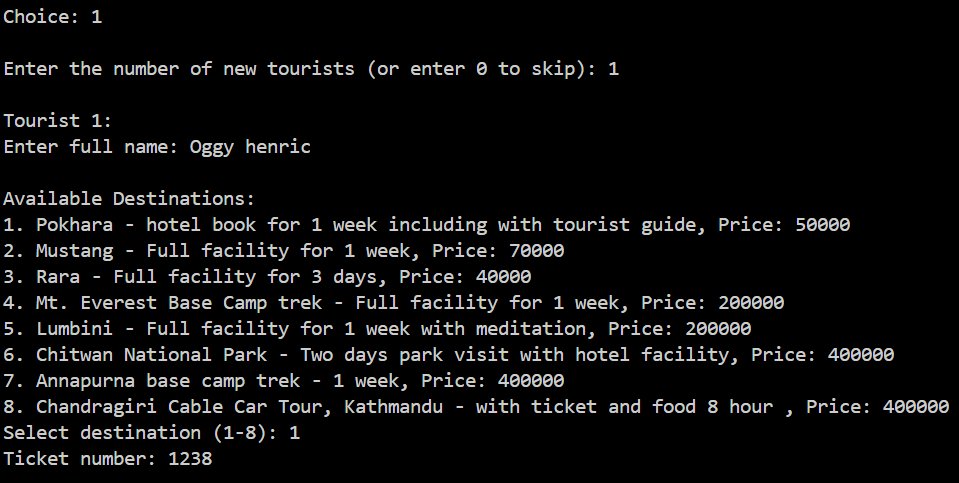 Choice: 1
Enter the number of new tourists (or enter 0 to skip): 1
Tourist 1:
Enter full name: Oggy henric
Available Destinations:
1. Pokhara - hotel book for 1 week including with tourist guide, Price: 50000
2. Mustang - Full facility for 1 week, Price: 70000
3. Rara - Full facility for 3 days, Price: 40000
4. Mt. Everest Base Camp trek - Full facility for 1 week, Price: 200000
5. Lumbini - Full facility for 1 week with meditation, Price: 200000
6. Chitwan National Park - Two days park visit with hotel facility, Price: 400000
7. Annapurna base camp trek - 1 week, Price: 400000
8. Chandragiri Cable Car Tour, Kathmandu - with ticket and food 8 hour , Price: 400000
Select destination (1-8): 1
Ticket number: 1238